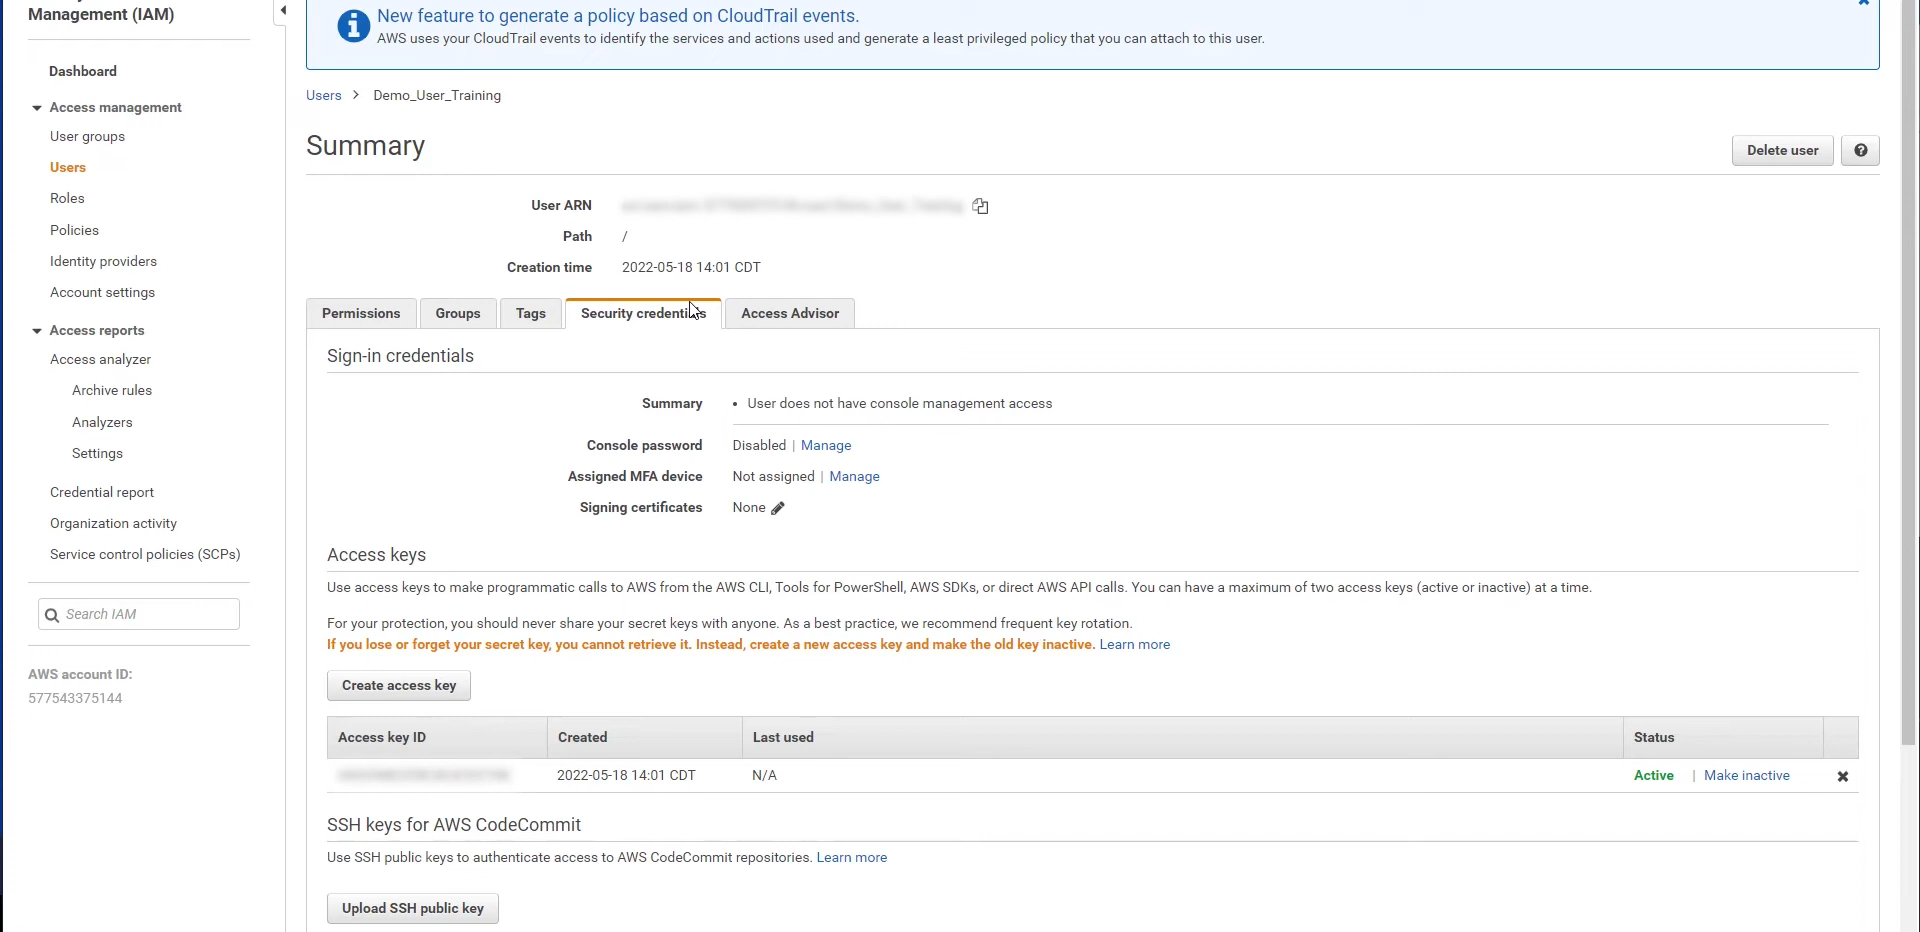 Management (IAM)
Dashboard
Access management
User groups
Users
Roles
Policies
Identity providers
Account settings
Access reports
Access analyzer
Archive rules
Analyzers
Settings
Credential report
Organization activity
Service control policies (SCPs)
Search IAM
AWS account ID:
577543375144
New feature to generate a policy based on CloudTrail events.
AWS uses your CloudTrail events to identify the services and actions used and generate a least privileged policy that you can attach to this user.
Users > Demo_User_Training
Summary
Delete user
User ARN
Path /
Creation time 2022-05-18 14:01 CDT
Permissions Groups Tags Security credentials Access Advisor
Sign-in credentials
Summary • User does not have console management access
Console password Disabled | Manage
Assigned MFA device Not assigned | Manage
Signing certificates None
Access keys
Use access keys to make programmatic calls to AWS from the AWS CLI, Tools for PowerShell, AWS SDKs, or direct AWS API calls. You can have a maximum of two access keys (active or inactive) at a time.
For your protection, you should never share your secret keys with anyone. As a best practice, we recommend frequent key rotation.
If you lose or forget your secret key, you cannot retrieve it. Instead, create a new access key and make the old key inactive. Learn more
Create access key
Access key ID Created Last used Status
2022-05-18 14:01 CDT N/A Active | Make inactive
SSH keys for AWS CodeCommit
Use SSH public keys to authenticate access to AWS CodeCommit repositories. Learn more
Upload SSH public key